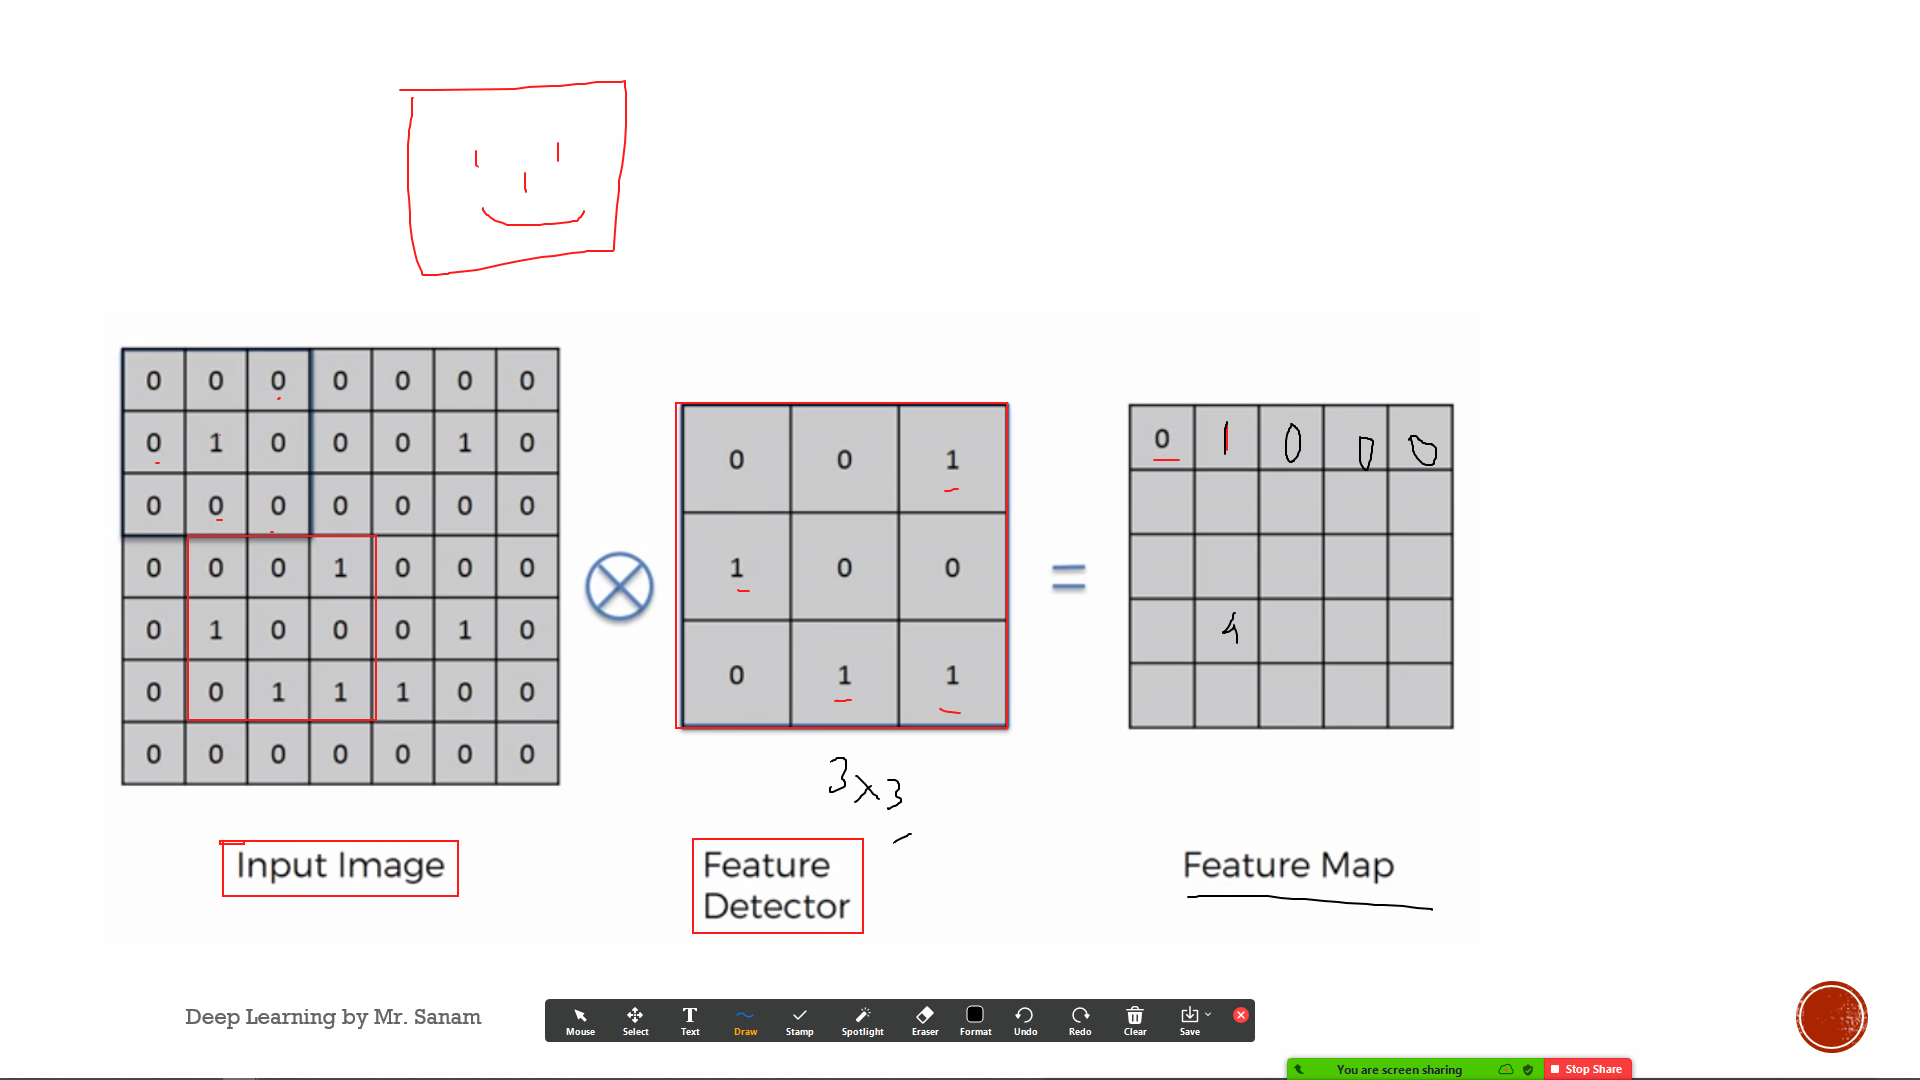 0 0 0 0 0 0 0
0 1 0 0 0 1 0
0 0 0 0 0 0 0
0 0 0 1 0 0 0
0 1 0 0 0 1 0
0 0 1 1 1 0 0
0 0 0 0 0 0 0
0 0 1
1 0 0
0 1 1
=
0 1 0 0 0
4
3x3
Input Image
Feature
Detector
Feature Map
Deep Learning by Mr. Sanam
Mouse Select Text Draw Stamp Spotlight Eraser Format Undo Redo Clear Save
You are screen sharing Stop Share